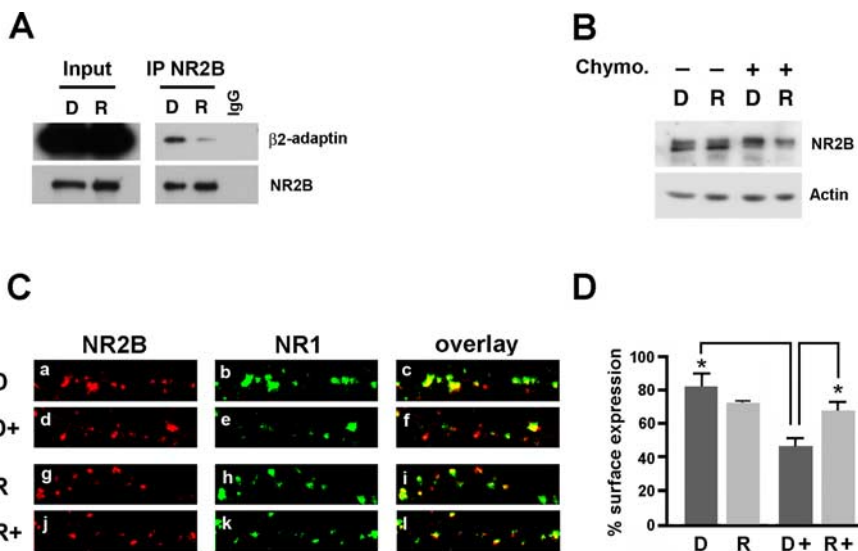 A
Input
IP NR2B
D R
D R
IgG
β2-adaptin
NR2B
B
Chymo. – – + +
D R D R
NR2B
Actin
C
NR2B NR1 overlay
D
a b c
D+
d e f
R
g h i
R+
j k l
D
% surface expression
100
80
60
40
20
0
* *
D R D+ R+